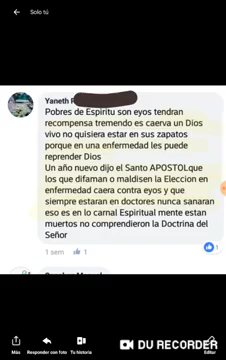 Solo tú
Yaneth
Pobres de Espiritu son eyos tendran
recompensa tremendo es caerva un Dios
vivo no quisiera estar en sus zapatos
porque en una enfermedad les puede
reprender Dios
Un año nuevo dijo el Santo APOSTOLque
los que difaman o maldisen la Eleccion en
enfermedad caera contra eyos y que
siempre estaran en doctores nunca sanaran
eso es en lo carnal Espiritual mente estan
muertos no comprendieron la Doctrina del
Señor
1
1 sem 1
Más
Responder con foto
Tu historia
Editar
DU RECORDER